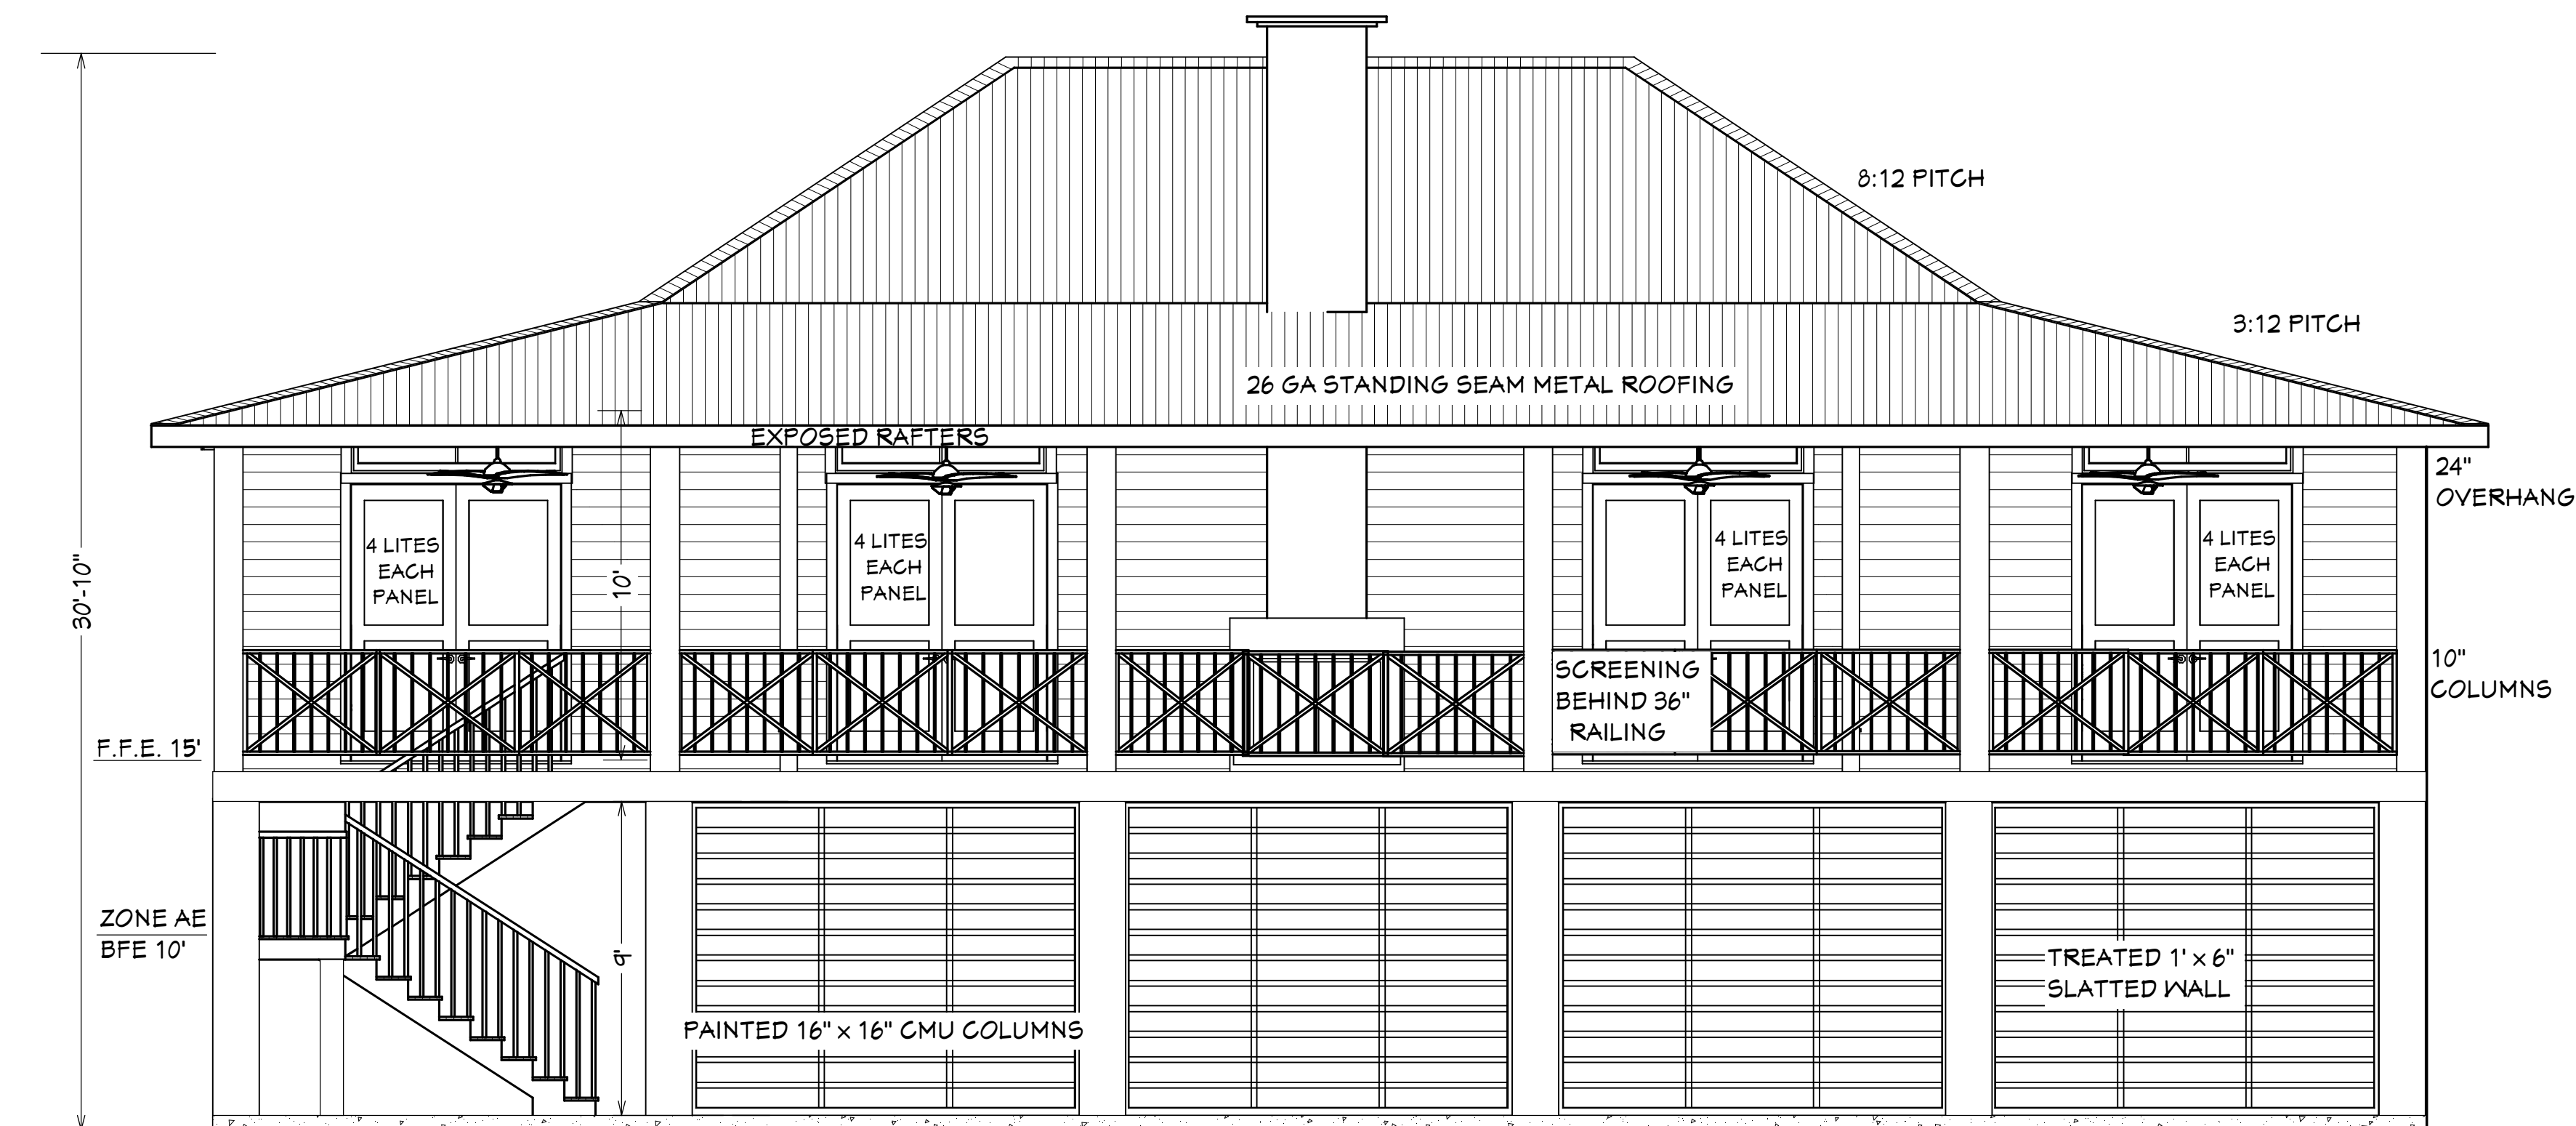 8:12 PITCH
3:12 PITCH
26 GA STANDING SEAM METAL ROOFING
EXPOSED RAFTERS
24"
OVERHANG
30'-10"
10'
4 LITES
EACH
PANEL
4 LITES
EACH
PANEL
4 LITES
EACH
PANEL
4 LITES
EACH
PANEL
SCREENING
BEHIND 36"
RAILING
10"
COLUMNS
F.F.E. 15'
ZONE AE
BFE 10'
9'
PAINTED 16" x 16" CMU COLUMNS
TREATED 1' x 6"
SLATTED WALL